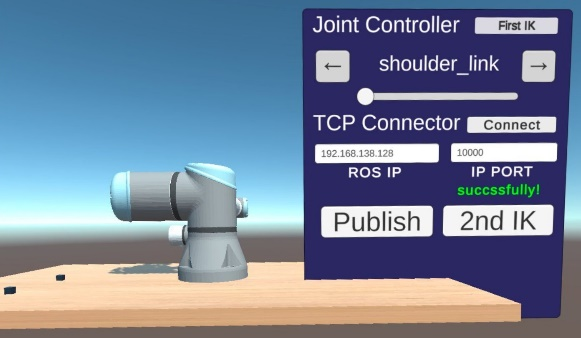 Joint Controller First IK
← shoulder_link →
TCP Connector Connect
192.168.138.128 10000
ROS IP IP PORT
succssfully!
Publish 2nd IK